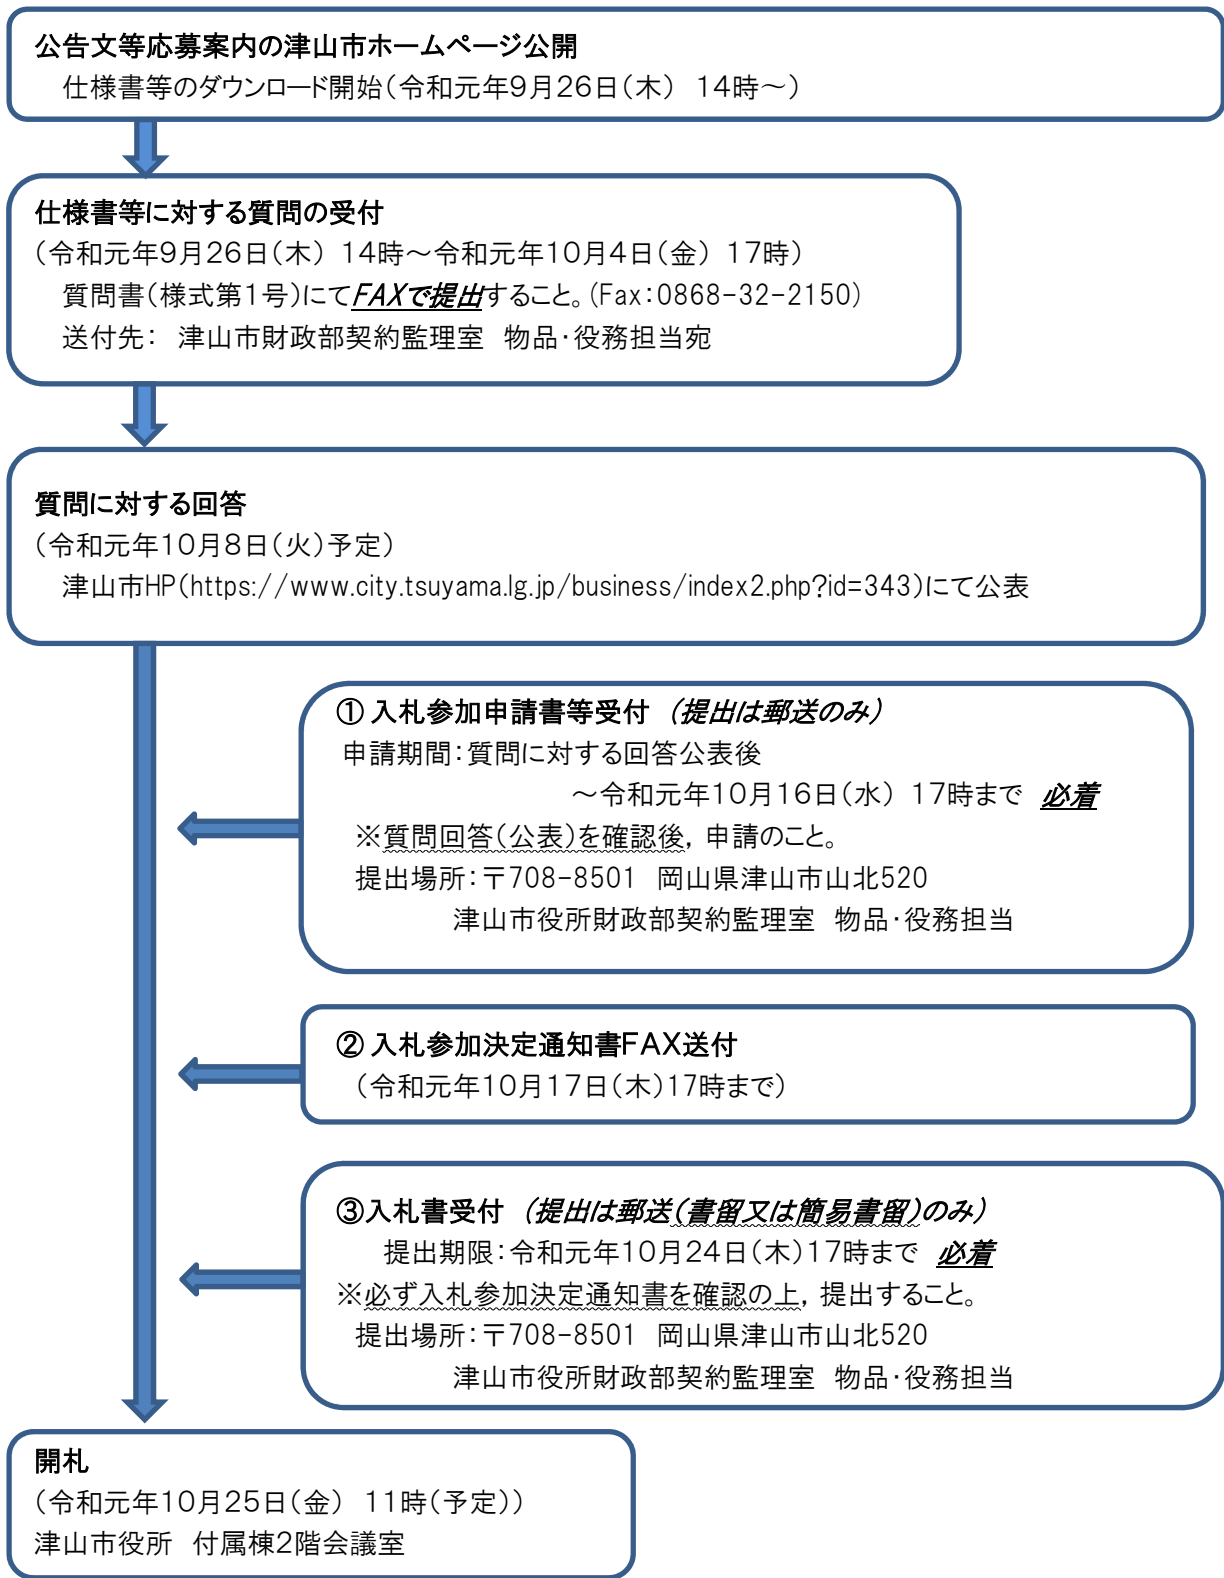 公告文等応募案内の津山市ホームページ公開
仕様書等のダウンロード開始(令和元年9月26日(木) 14時～)
仕様書等に対する質問の受付
(令和元年9月26日(木) 14時～令和元年10月4日(金) 17時)
質問書(様式第1号)にてFAXで提出すること。(Fax:0868-32-2150)
送付先: 津山市財政部契約監理室 物品・役務担当宛
質問に対する回答
(令和元年10月8日(火)予定)
津山市HP(https://www.city.tsuyama.lg.jp/business/index2.php?id=343)にて公表
① 入札参加申請書等受付 (提出は郵送のみ)
申請期間:質問に対する回答公表後
～令和元年10月16日(水) 17時まで 必着
※質問回答(公表)を確認後, 申請のこと。
提出場所:〒708-8501 岡山県津山市山北520
津山市役所財政部契約監理室 物品・役務担当
② 入札参加決定通知書FAX送付
(令和元年10月17日(木)17時まで)
③入札書受付 (提出は郵送(書留又は簡易書留)のみ)
提出期限:令和元年10月24日(木)17時まで 必着
※必ず入札参加決定通知書を確認の上, 提出すること。
提出場所:〒708-8501 岡山県津山市山北520
津山市役所財政部契約監理室 物品・役務担当
開札
(令和元年10月25日(金) 11時(予定))
津山市役所 付属棟2階会議室